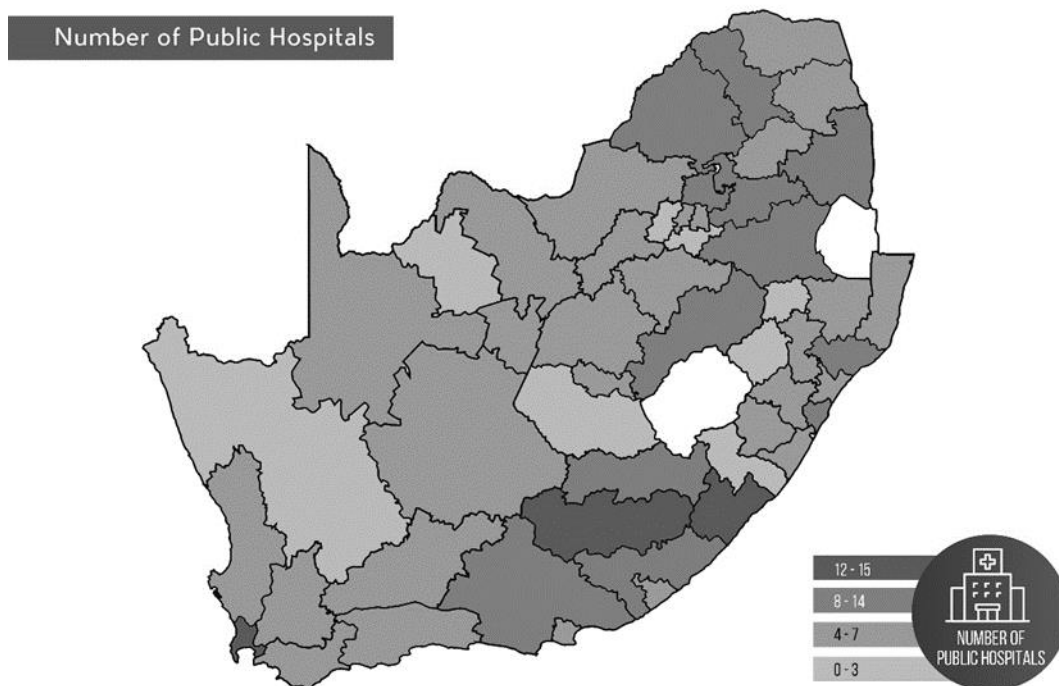 Number of Public Hospitals
12 - 15
8 - 14
4 - 7
0 - 3
NUMBER OF
PUBLIC HOSPITALS